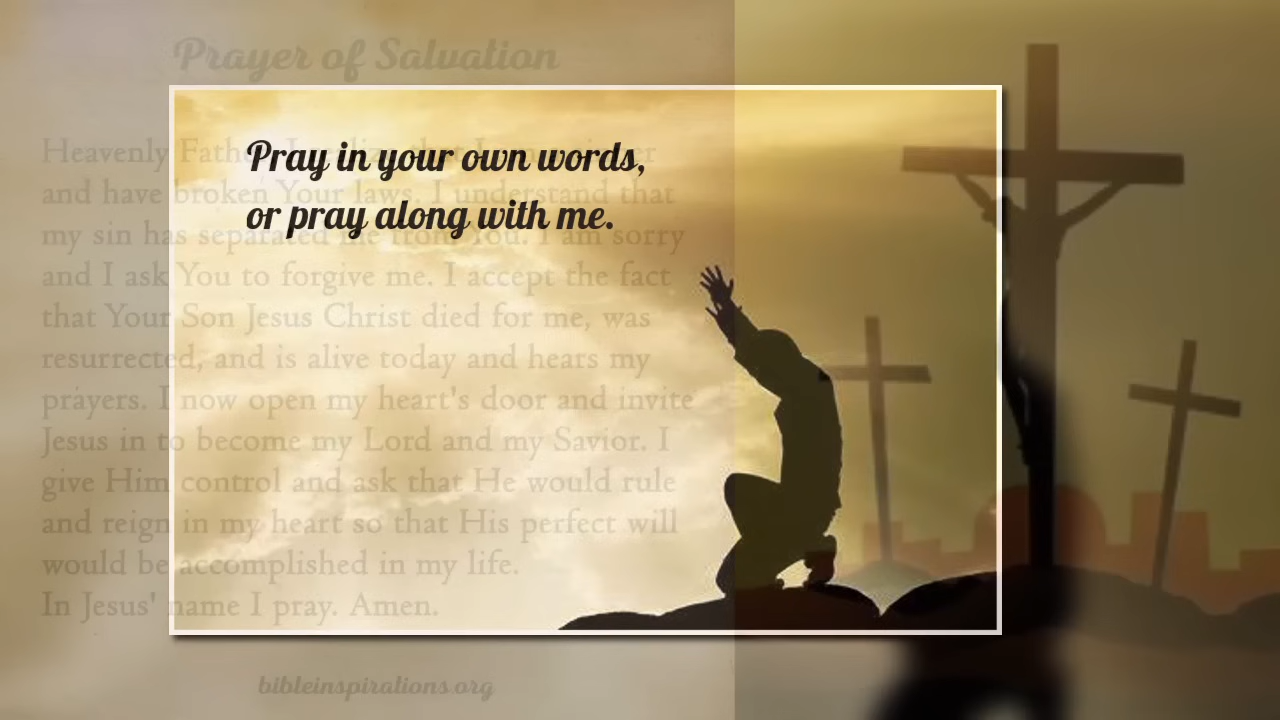 Prayer of Salvation
Pray in your own words,
or pray along with me.
Heavenly Father, I realize that I am a sinner
and have broken Your laws. I understand that
my sin has separated me from You. I am sorry
and I ask You to forgive me. I accept the fact
that Your Son Jesus Christ died for me, was
resurrected, and is alive today and hears my
prayers. I now open my heart's door and invite
Jesus in to become my Lord and my Savior. I
give Him control and ask that He would rule
and reign in my heart so that His perfect will
would be accomplished in my life.
In Jesus' name I pray. Amen.
bibleinspirations.org